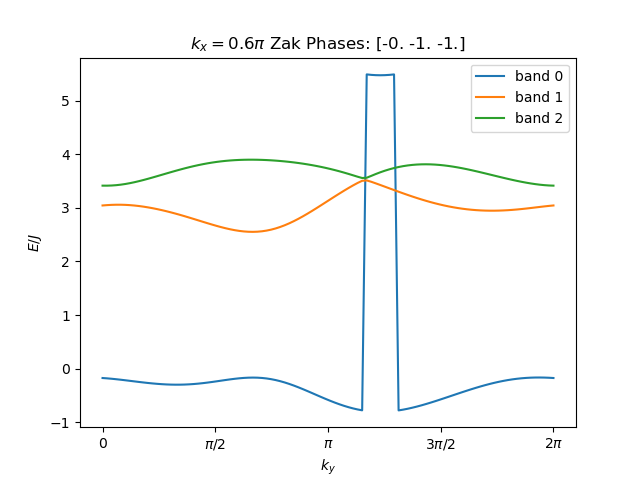 $k_x = 0.6\pi$ Zak Phases: [-0. -1. -1.]
band 0
band 1
band 2
E/J
5
4
3
2
1
0
−1
0
π/2
π
3π/2
2π
$k_y$